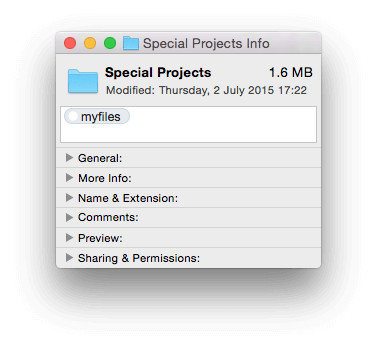 Special Projects Info
Special Projects 1.6 MB
Modified: Thursday, 2 July 2015 17:22
myfiles
General:
More Info:
Name & Extension:
Comments:
Preview:
Sharing & Permissions: